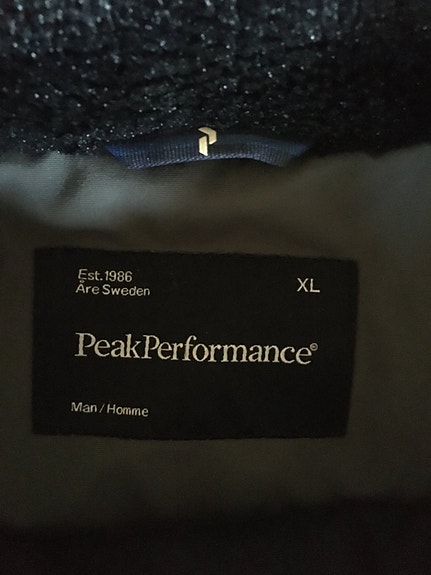 Est.1986
Åre Sweden
XL
PeakPerformance®
Man/Homme